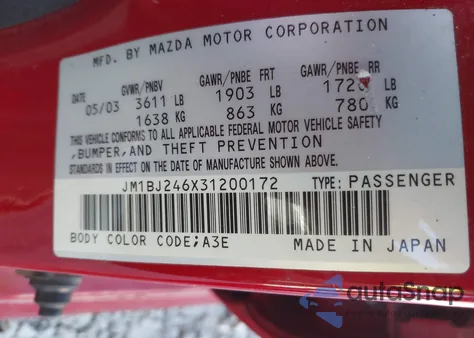 MFD. BY MAZDA MOTOR CORPORATION
DATE GVWR/PNBV GAWR/PNBE FRT GAWR/PNBE RR
05/03 3611 LB 1903 LB LB
1638 KG 863 KG 780 KG
THIS VEHICLE CONFORMS TO ALL APPLICABLE FEDERAL MOTOR VEHICLE SAFETY
,BUMPER,AND THEFT PREVENTION
STANDARDS IN EFFECT ON THE DATE OF MANUFACTURE SHOWN ABOVE.
JM1BJ246X31200172 TYPE: PASSENGER
BODY COLOR CODE;A3E MADE IN JAPAN
autoSnap